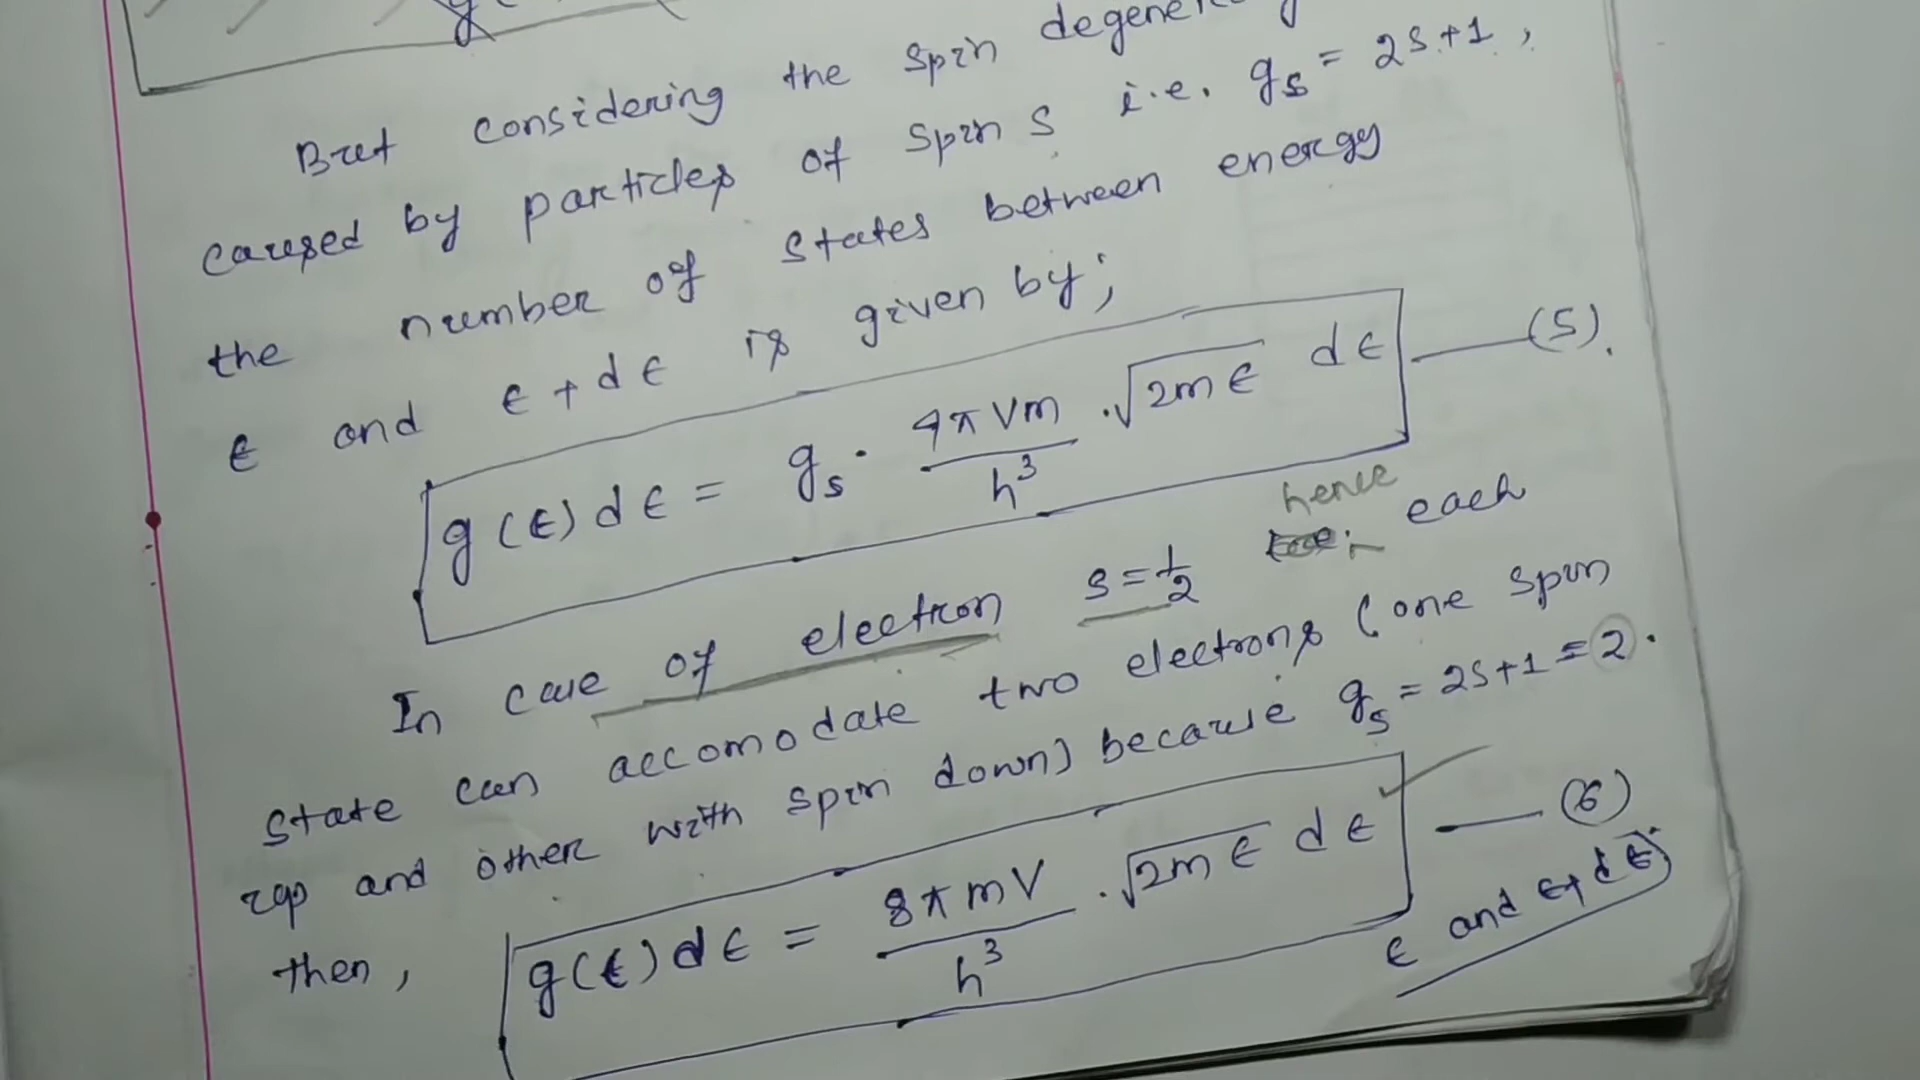 But considering the spin
caused by particles of spin s i.e. gₛ = 2s+1,
the number of states between energy
ϵ and ϵ + dϵ is given by;
g(ϵ)dϵ = gₛ. 4πVm/h³ .√2mϵ dϵ —— (5).
In case of electron s=1/2 hence each
state can accomodate two electrons (one spin
up and other with spin down) because gₛ = 2s+1 = 2.
then, g(ϵ)dϵ = 8πmV/h³ .√2mϵ dϵ —— (6)
ϵ and ϵ+dϵ)